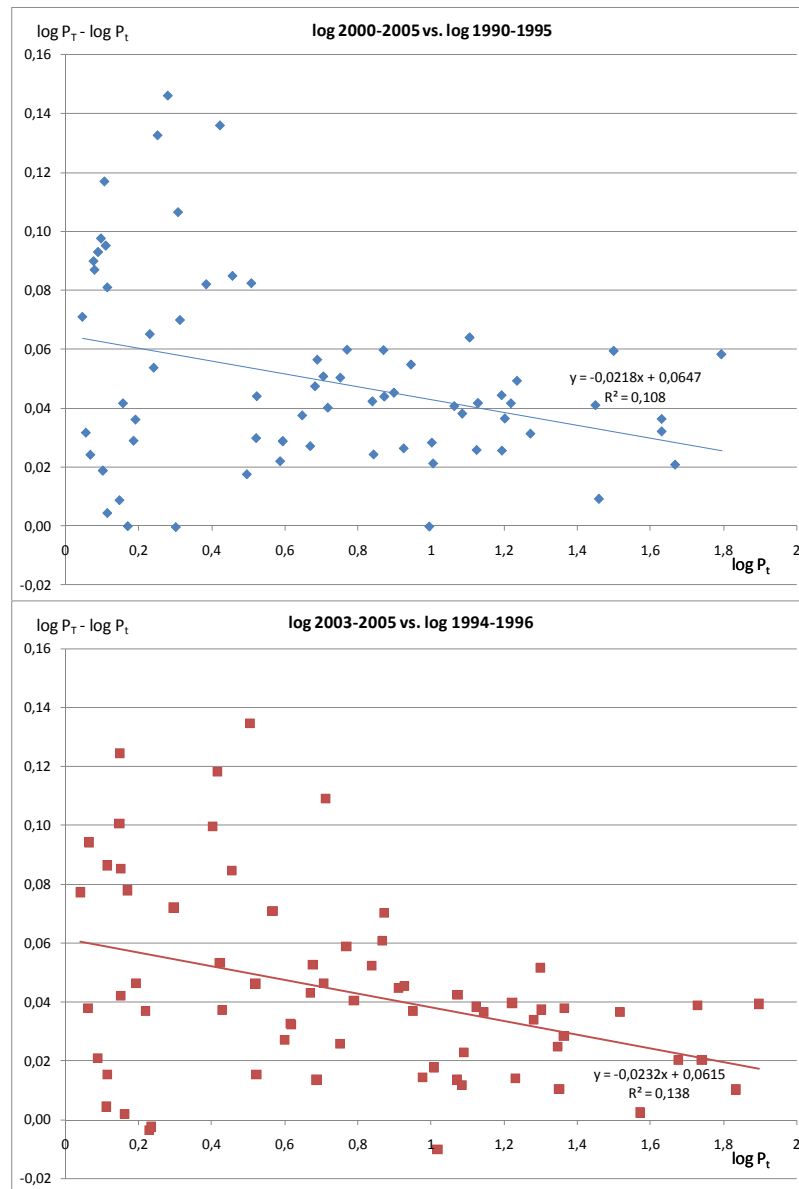 log P_T - log P_t
log 2000-2005 vs. log 1990-1995
0,16
0,14
0,12
0,10
0,08
0,06
0,04
0,02
0,00
-0,02
y = -0,0218x + 0,0647
R² = 0,108
0 0,2 0,4 0,6 0,8 1 1,2 1,4 1,6 1,8 2
log P_t
log P_T - log P_t
log 2003-2005 vs. log 1994-1996
0,16
0,14
0,12
0,10
0,08
0,06
0,04
0,02
0,00
-0,02
y = -0,0232x + 0,0615
R² = 0,138
0 0,2 0,4 0,6 0,8 1 1,2 1,4 1,6 1,8 2
log P_t